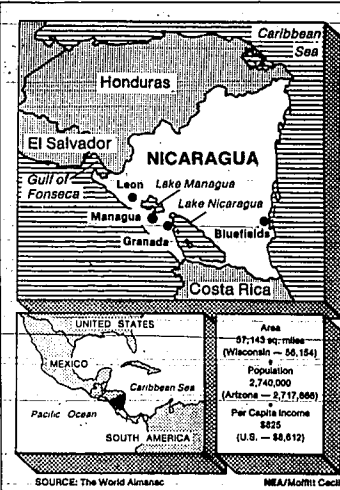 Caribbean
Sea
Honduras
El Salvador
NICARAGUA
Gulf of
Fonseca
Leon
Lake Managua
Lake Nicaragua
Managua
Granada
Bluefields
Costa Rica
UNITED STATES
MEXICO
Caribbean Sea
Pacific Ocean
SOUTH AMERICA
Area
57,143 sq. miles
(Wisconsin — 56,154)
Population
2,740,000
(Arizona — 2,717,866)
Per Capita Income
$825
(U.S. — $8,612)
SOURCE: The World Almanac
NEA/Moffitt Cecil